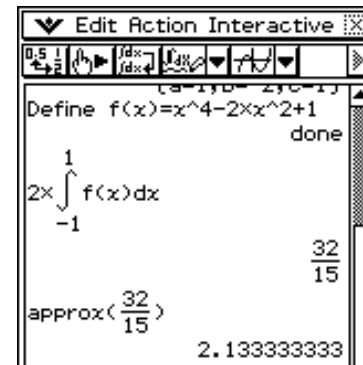 Edit Action Interactive
Define f(x)=x^4-2×x^2+1
done
1
2×∫ f(x)dx
-1
32
15
approx(32/15)
2.133333333